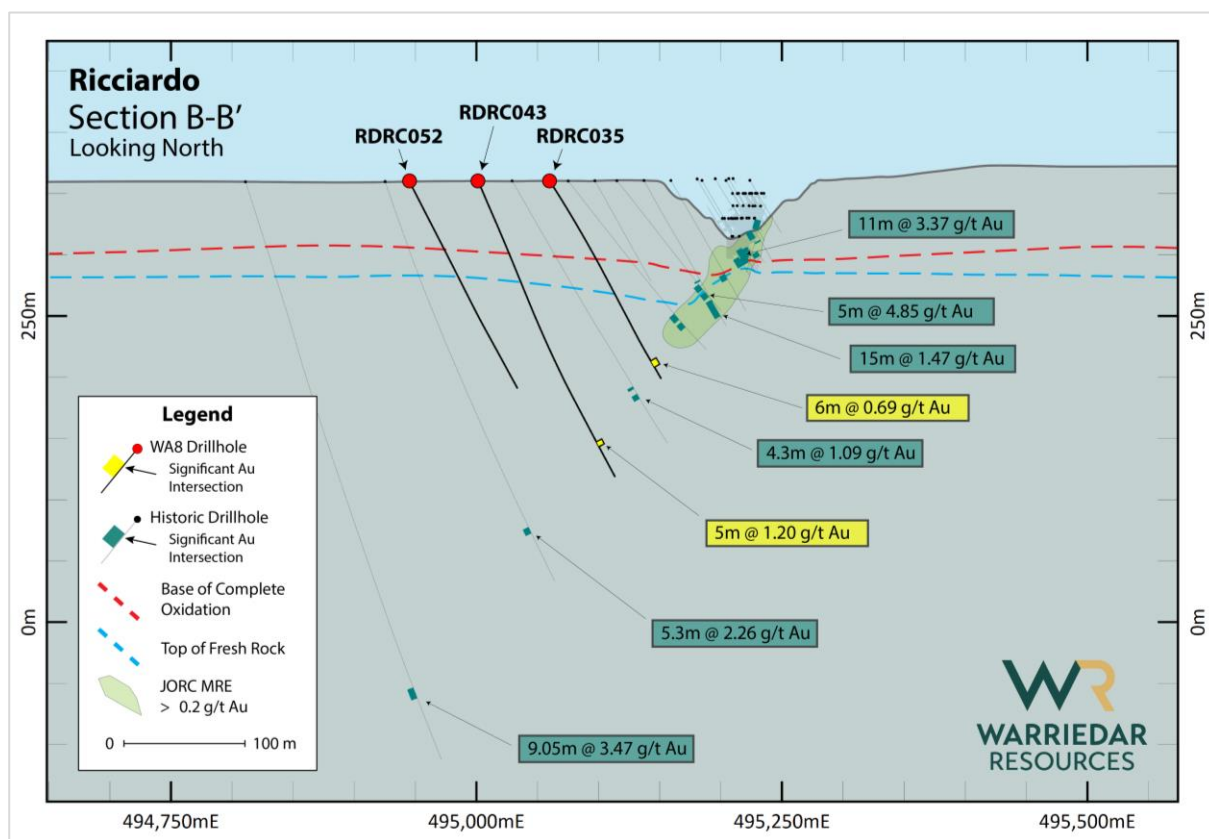 Ricciardo
Section B-B’
Looking North
RDRC052
RDRC043
RDRC035
11m @ 3.37 g/t Au
5m @ 4.85 g/t Au
15m @ 1.47 g/t Au
6m @ 0.69 g/t Au
4.3m @ 1.09 g/t Au
5m @ 1.20 g/t Au
5.3m @ 2.26 g/t Au
9.05m @ 3.47 g/t Au
250m
0m
250m
0m
Legend
WA8 Drillhole
Significant Au
Intersection
Historic Drillhole
Significant Au
Intersection
Base of Complete
Oxidation
Top of Fresh Rock
JORC MRE
> 0.2 g/t Au
0 100 m
WR
WARRIEDAR
RESOURCES
494,750mE
495,000mE
495,250mE
495,500mE